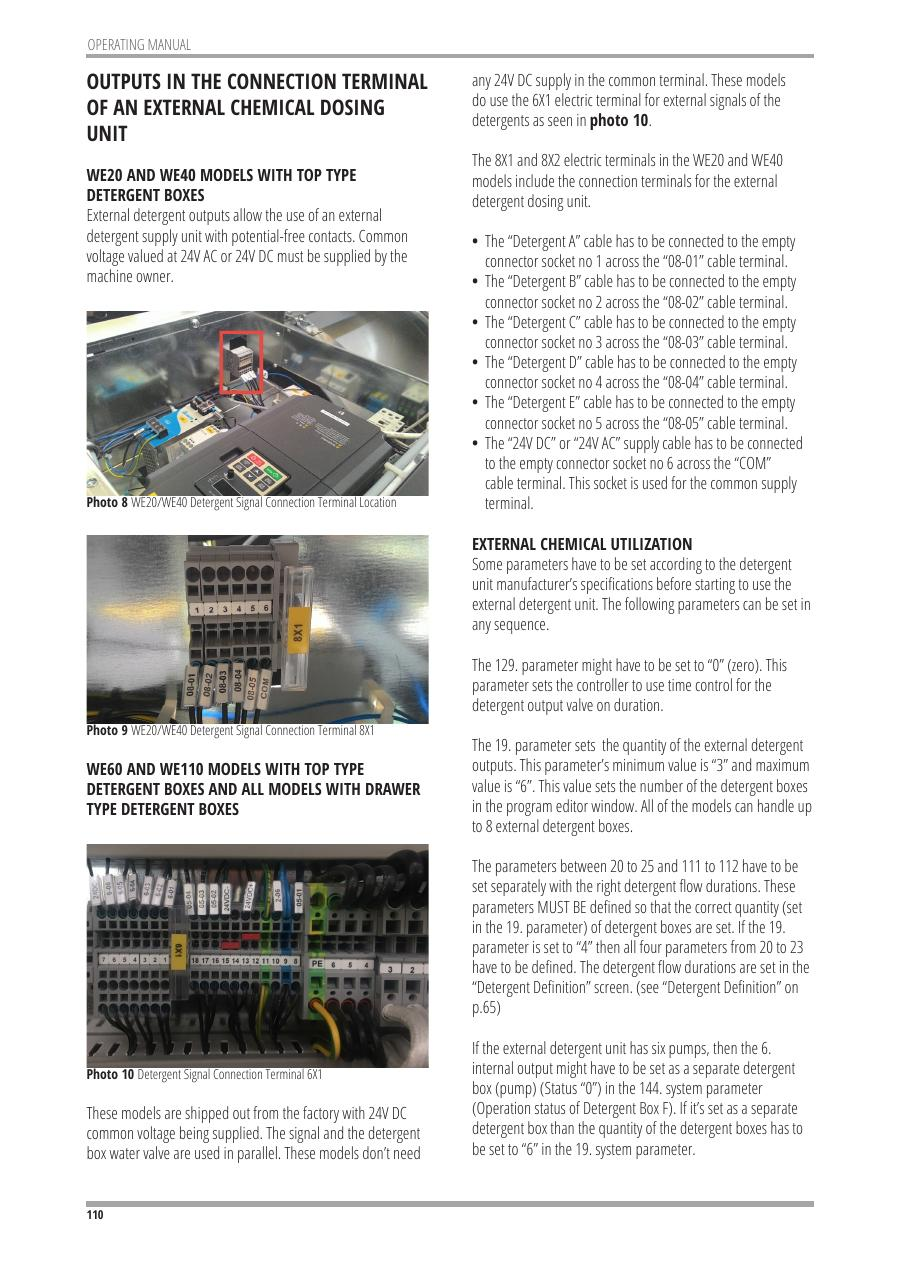 OPERATING MANUAL
OUTPUTS IN THE CONNECTION TERMINAL
OF AN EXTERNAL CHEMICAL DOSING
UNIT
WE20 AND WE40 MODELS WITH TOP TYPE
DETERGENT BOXES
External detergent outputs allow the use of an external
detergent supply unit with potential-free contacts. Common
voltage valued at 24V AC or 24V DC must be supplied by the
machine owner.
Photo 8 WE20/WE40 Detergent Signal Connection Terminal Location
1 2 3 4 5 6
8X1
08-01 08-02 08-03 08-04 08-05 COM
Photo 9 WE20/WE40 Detergent Signal Connection Terminal 8X1
WE60 AND WE110 MODELS WITH TOP TYPE
DETERGENT BOXES AND ALL MODELS WITH DRAWER
TYPE DETERGENT BOXES
05-04 05-03 05-02 24VDC- 24VDC+ 2-06 05-01
7 6 5 4 3 2 1 6X1 18 17 16 15 14 13 12 11 10 9 8 PE 6 5 4 3 2
Photo 10 Detergent Signal Connection Terminal 6X1
These models are shipped out from the factory with 24V DC
common voltage being supplied. The signal and the detergent
box water valve are used in parallel. These models don’t need
any 24V DC supply in the common terminal. These models
do use the 6X1 electric terminal for external signals of the
detergents as seen in photo 10.
The 8X1 and 8X2 electric terminals in the WE20 and WE40
models include the connection terminals for the external
detergent dosing unit.
• The “Detergent A” cable has to be connected to the empty
connector socket no 1 across the “08-01” cable terminal.
• The “Detergent B” cable has to be connected to the empty
connector socket no 2 across the “08-02” cable terminal.
• The “Detergent C” cable has to be connected to the empty
connector socket no 3 across the “08-03” cable terminal.
• The “Detergent D” cable has to be connected to the empty
connector socket no 4 across the “08-04” cable terminal.
• The “Detergent E” cable has to be connected to the empty
connector socket no 5 across the “08-05” cable terminal.
• The “24V DC” or “24V AC” supply cable has to be connected
to the empty connector socket no 6 across the “COM”
cable terminal. This socket is used for the common supply
terminal.
EXTERNAL CHEMICAL UTILIZATION
Some parameters have to be set according to the detergent
unit manufacturer’s specifications before starting to use the
external detergent unit. The following parameters can be set in
any sequence.
The 129. parameter might have to be set to “0” (zero). This
parameter sets the controller to use time control for the
detergent output valve on duration.
The 19. parameter sets the quantity of the external detergent
outputs. This parameter’s minimum value is “3” and maximum
value is “6”. This value sets the number of the detergent boxes
in the program editor window. All of the models can handle up
to 8 external detergent boxes.
The parameters between 20 to 25 and 111 to 112 have to be
set separately with the right detergent flow durations. These
parameters MUST BE defined so that the correct quantity (set
in the 19. parameter) of detergent boxes are set. If the 19.
parameter is set to “4” then all four parameters from 20 to 23
have to be defined. The detergent flow durations are set in the
“Detergent Definition” screen. (see “Detergent Definition” on
p.65)
If the external detergent unit has six pumps, then the 6.
internal output might have to be set as a separate detergent
box (pump) (Status “0”) in the 144. system parameter
(Operation status of Detergent Box F). If it’s set as a separate
detergent box than the quantity of the detergent boxes has to
be set to “6” in the 19. system parameter.
110